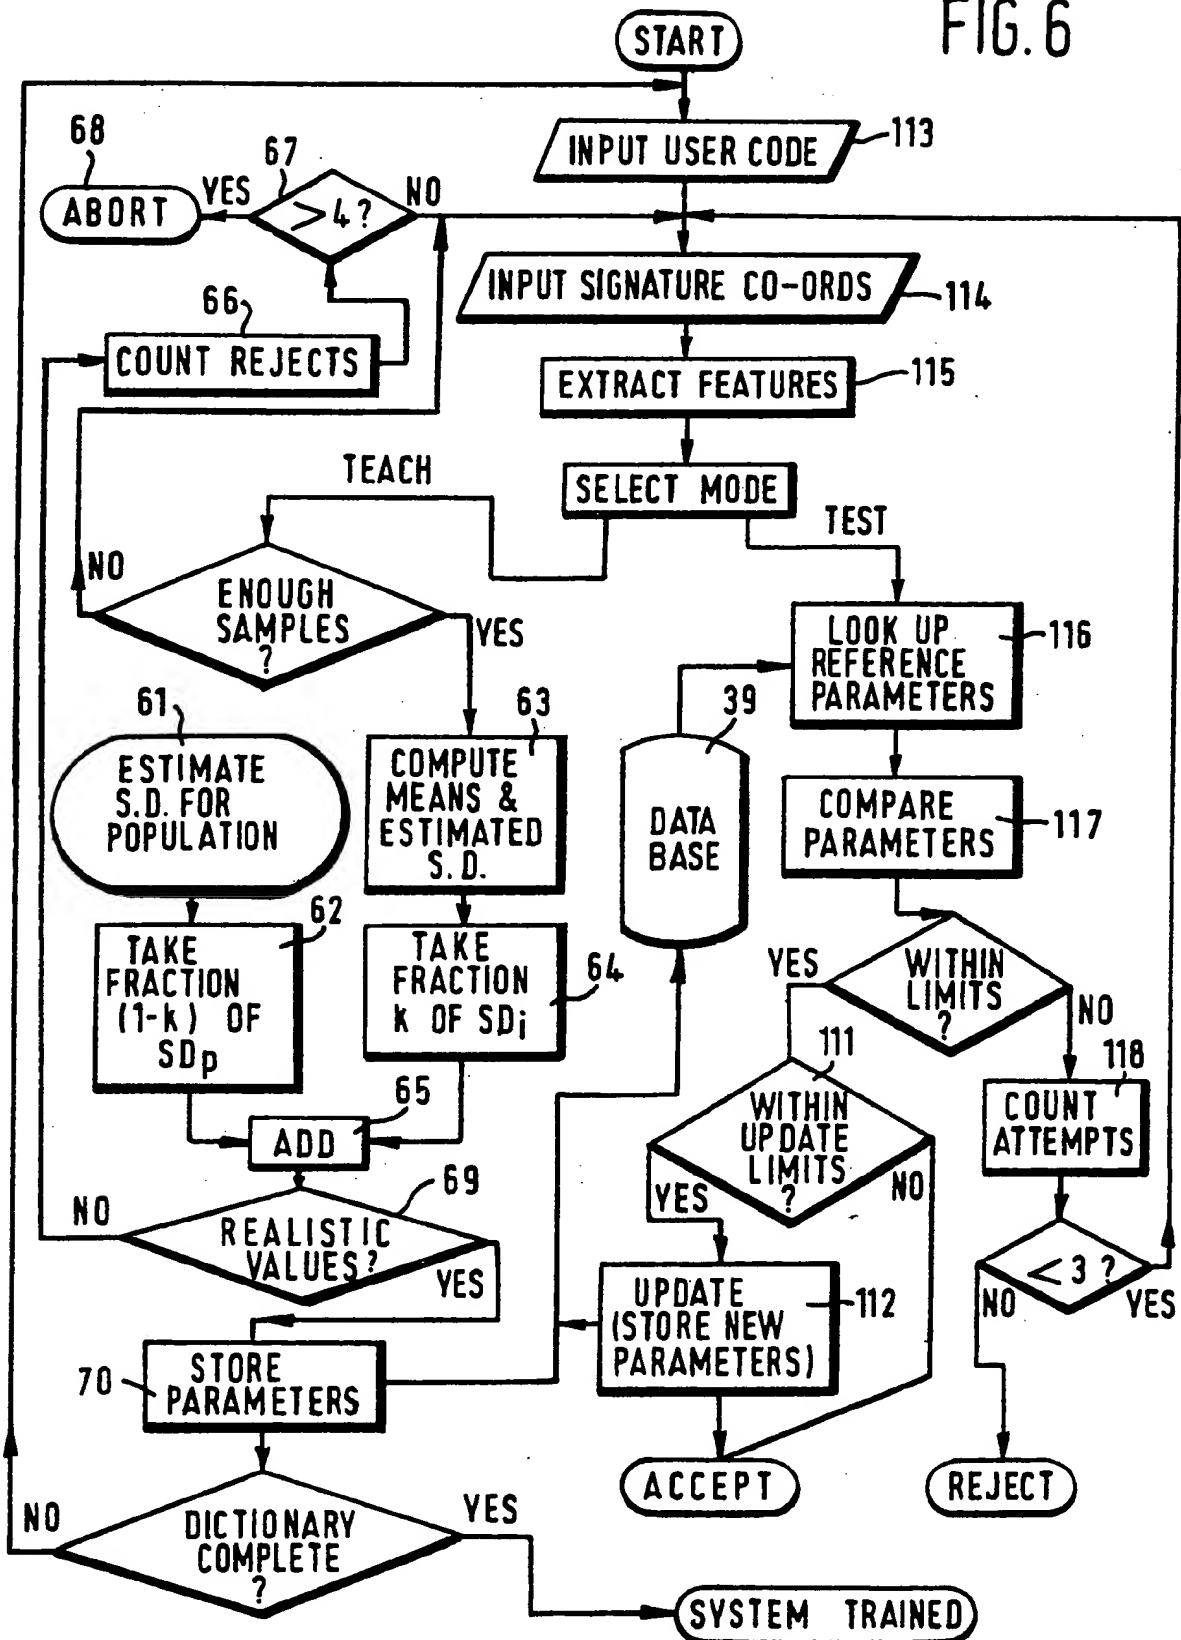 FIG. 6
START
INPUT USER CODE
113
68
67
YES
NO
ABORT
>4?
INPUT SIGNATURE CO-ORDS
114
66
COUNT REJECTS
EXTRACT FEATURES
115
TEACH
SELECT MODE
TEST
NO
ENOUGH
SAMPLES
?
YES
LOOK UP
REFERENCE
PARAMETERS
116
61
ESTIMATE
S.D. FOR
POPULATION
63
COMPUTE
MEANS &
ESTIMATED
S.D.
39
DATA
BASE
COMPARE
PARAMETERS
117
62
TAKE
FRACTION
(1-k) OF
SDp
TAKE
FRACTION
k OF SDi
64
YES
WITHIN
LIMITS
?
NO
111
WITHIN
UPDATE
LIMITS
?
YES
NO
118
COUNT
ATTEMPTS
65
ADD
69
NO
REALISTIC
VALUES?
YES
<3?
NO
YES
UPDATE
(STORE NEW
PARAMETERS)
112
70
STORE
PARAMETERS
ACCEPT
REJECT
NO
DICTIONARY
COMPLETE
?
YES
SYSTEM TRAINED